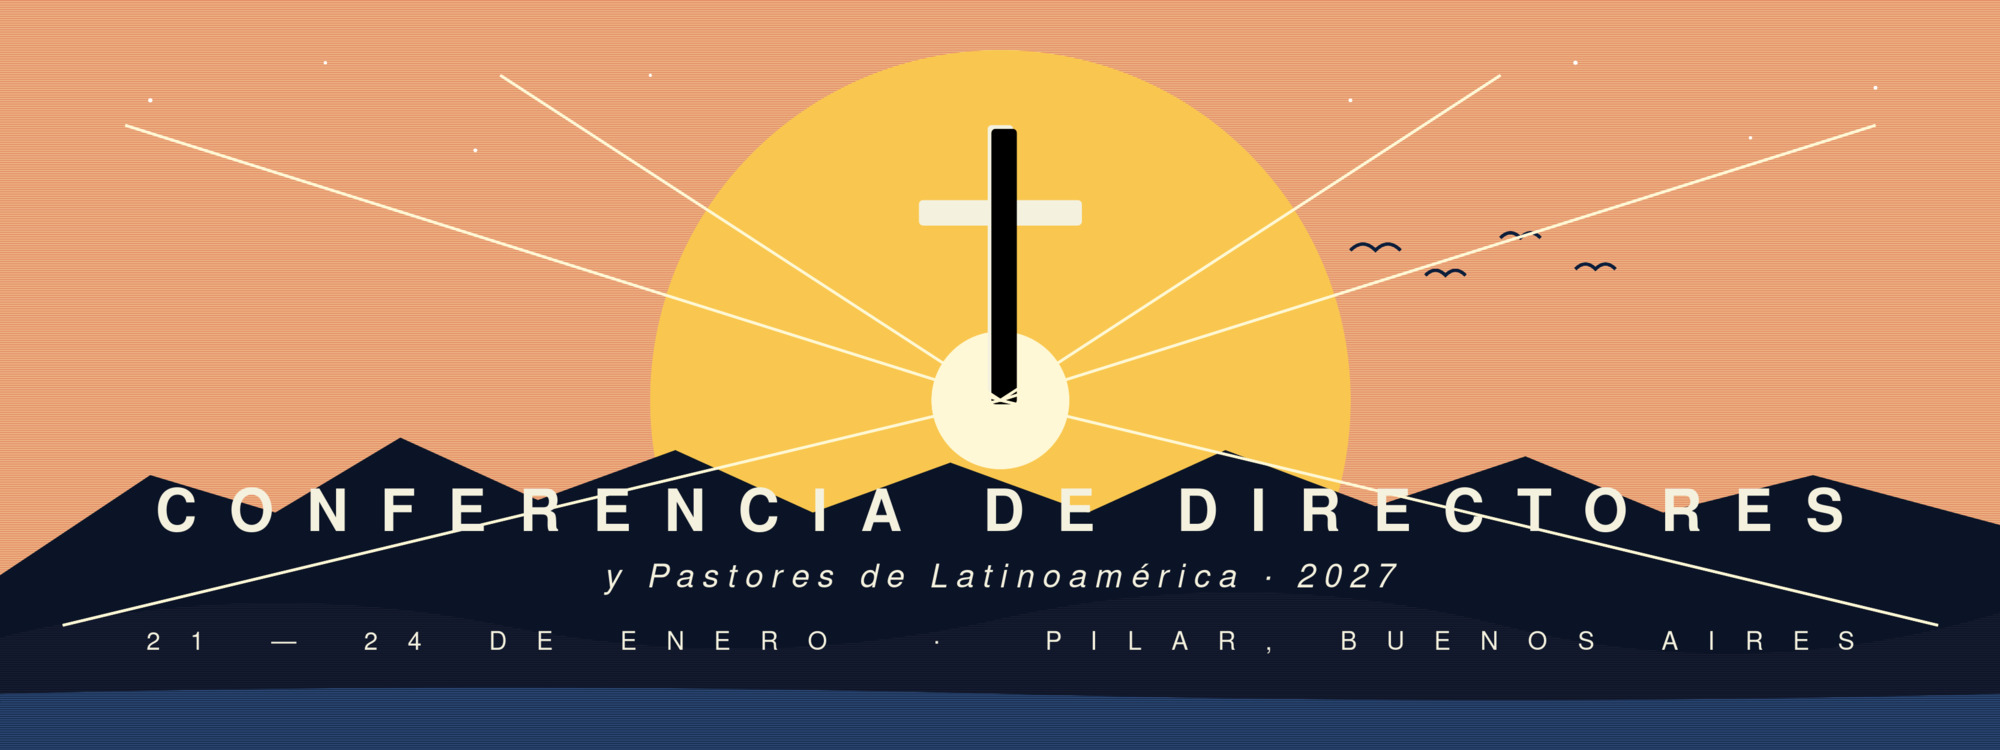 CONFERENCIA DE DIRECTORES
y Pastores de Latinoamérica · 2027
21 — 24 DE ENERO · PILAR, BUENOS AIRES